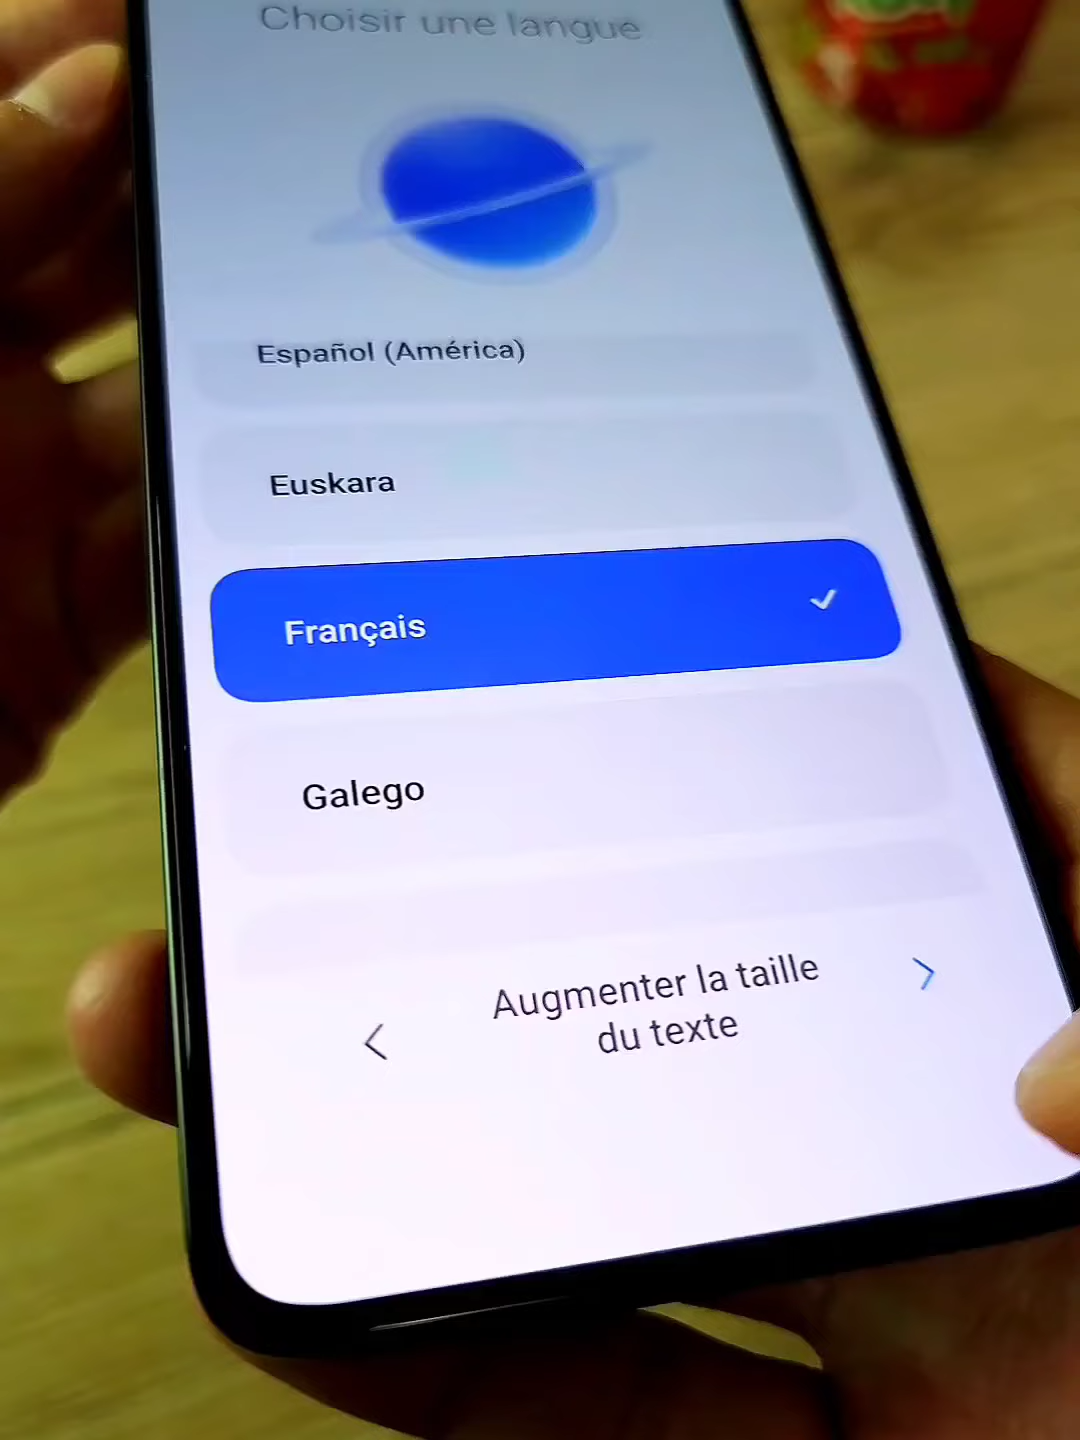 Choisir une langue
Español (América)
Euskara
Français
Galego
Augmenter la taille
du texte